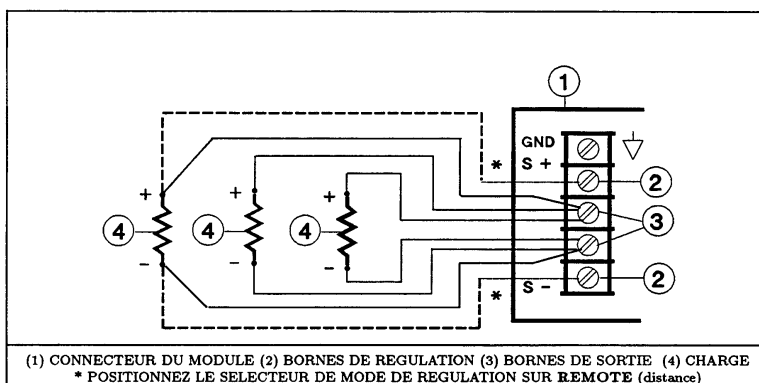 1
GND
* S +
2
+
+
+
3
4
4
4
-
-
-
* S -
2
(1) CONNECTEUR DU MODULE (2) BORNES DE REGULATION (3) BORNES DE SORTIE (4) CHARGE
* POSITIONNEZ LE SELECTEUR DE MODE DE REGULATION SUR REMOTE (distance)